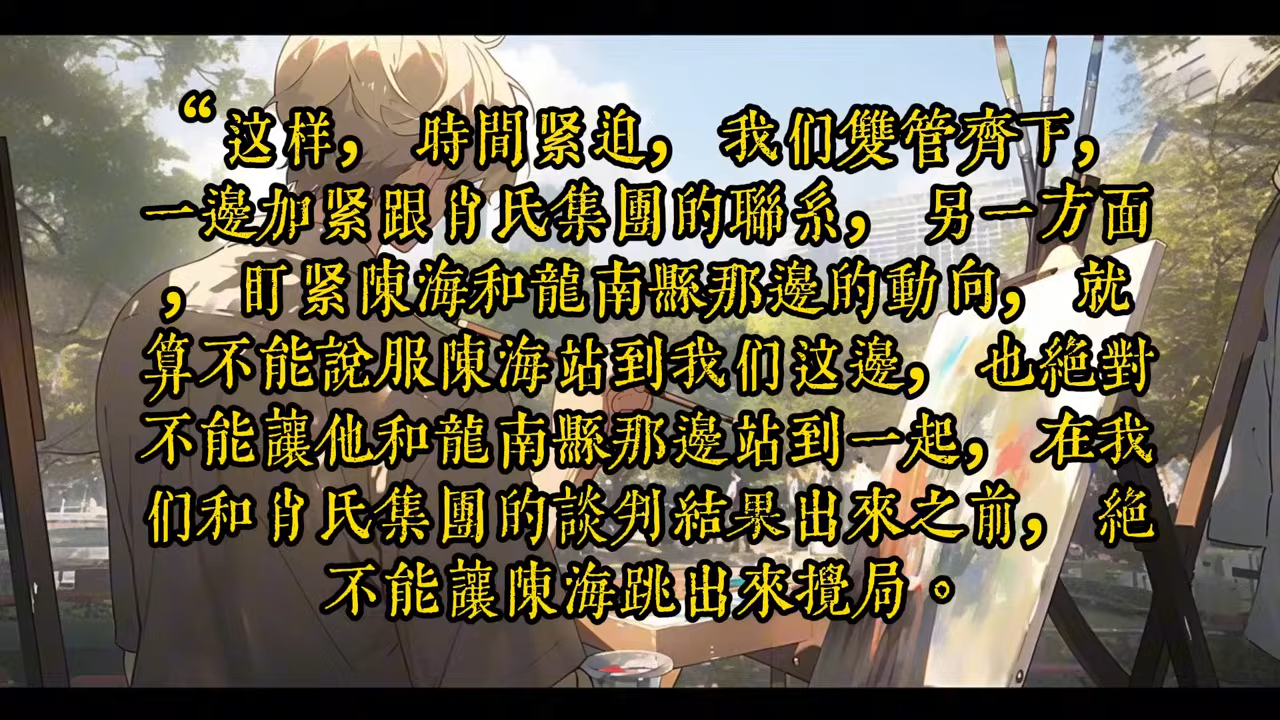 “这样， 時間紧迫， 我们雙管齊下，
一邊加紧跟肖氏集團的聯系， 另一方面
， 盯紧陳海和龍南縣那邊的動向， 就
算不能說服陳海站到我们这邊， 也絕對
不能讓他和龍南縣那邊站到一起， 在我
们和肖氏集團的談判結果出來之前， 絕
不能讓陳海跳出來攪局。